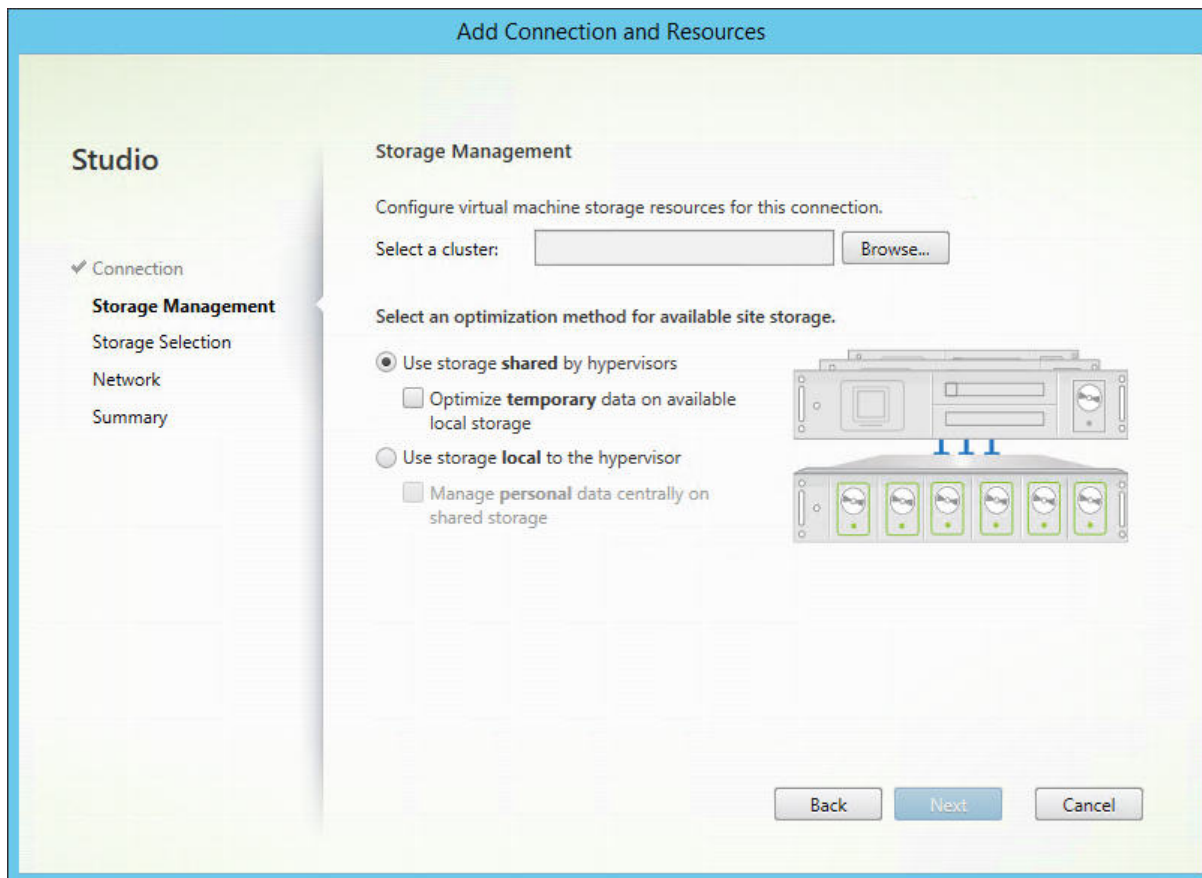 Add Connection and Resources
Studio
Connection
Storage Management
Storage Selection
Network
Summary
Storage Management
Configure virtual machine storage resources for this connection.
Select a cluster:
Browse...
Select an optimization method for available site storage.
Use storage shared by hypervisors
Optimize temporary data on available
local storage
Use storage local to the hypervisor
Manage personal data centrally on
shared storage
Back
Next
Cancel